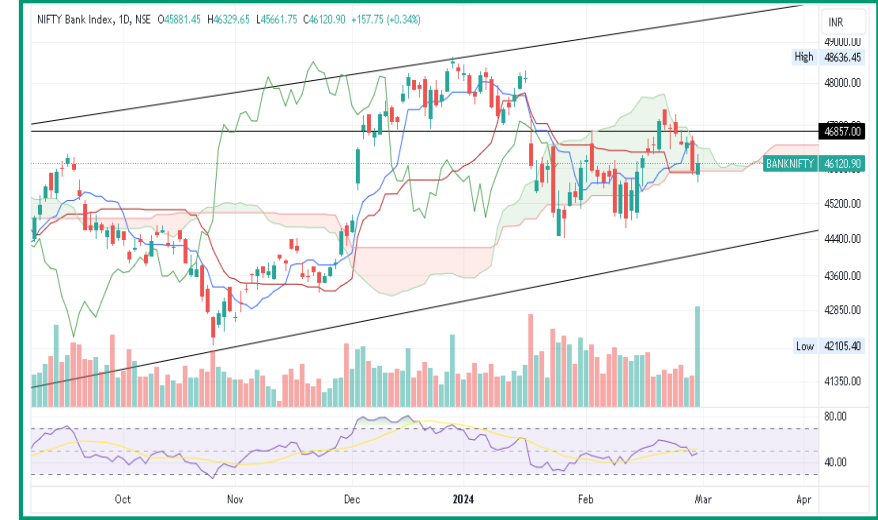 NIFTY Bank Index, 1D, NSE O45881.45 H46329.65 L45661.75 C46120.90 +157.75 (+0.34%)
INR
49000.00
High 48636.45
48000.00
46857.00
BANKNIFTY 46120.90
45200.00
44400.00
43600.00
42850.00
Low 42105.40
41350.00
80.00
40.00
Oct Nov Dec 2024 Feb Mar Apr